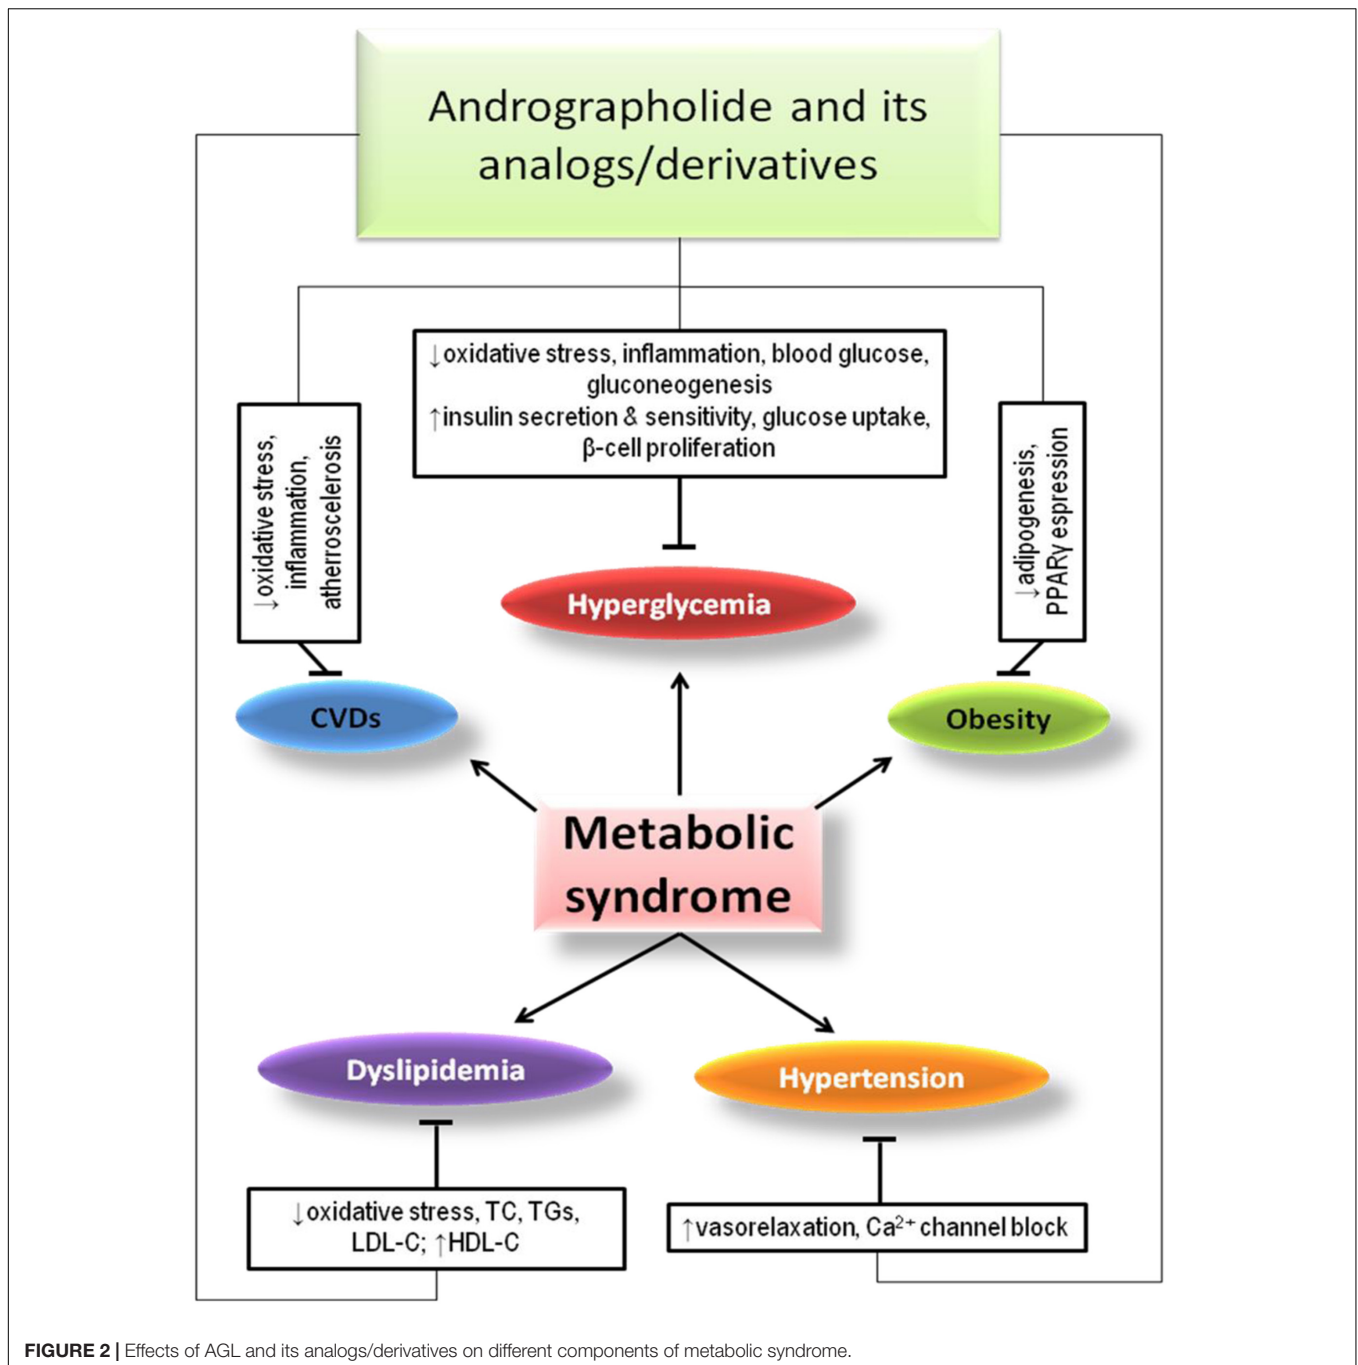 Andrographolide and its
analogs/derivatives
↓oxidative stress, inflammation, blood glucose,
gluconeogenesis
↑insulin secretion & sensitivity, glucose uptake,
β-cell proliferation
↓oxidative stress,
inflammation,
atherroscelerosis
↓adipogenesis,
PPARγ espression
Hyperglycemia
CVDs
Obesity
Metabolic
syndrome
Dyslipidemia
Hypertension
↓oxidative stress, TC, TGs,
LDL-C; ↑HDL-C
↑vasorelaxation, Ca²⁺ channel block
FIGURE 2 | Effects of AGL and its analogs/derivatives on different components of metabolic syndrome.